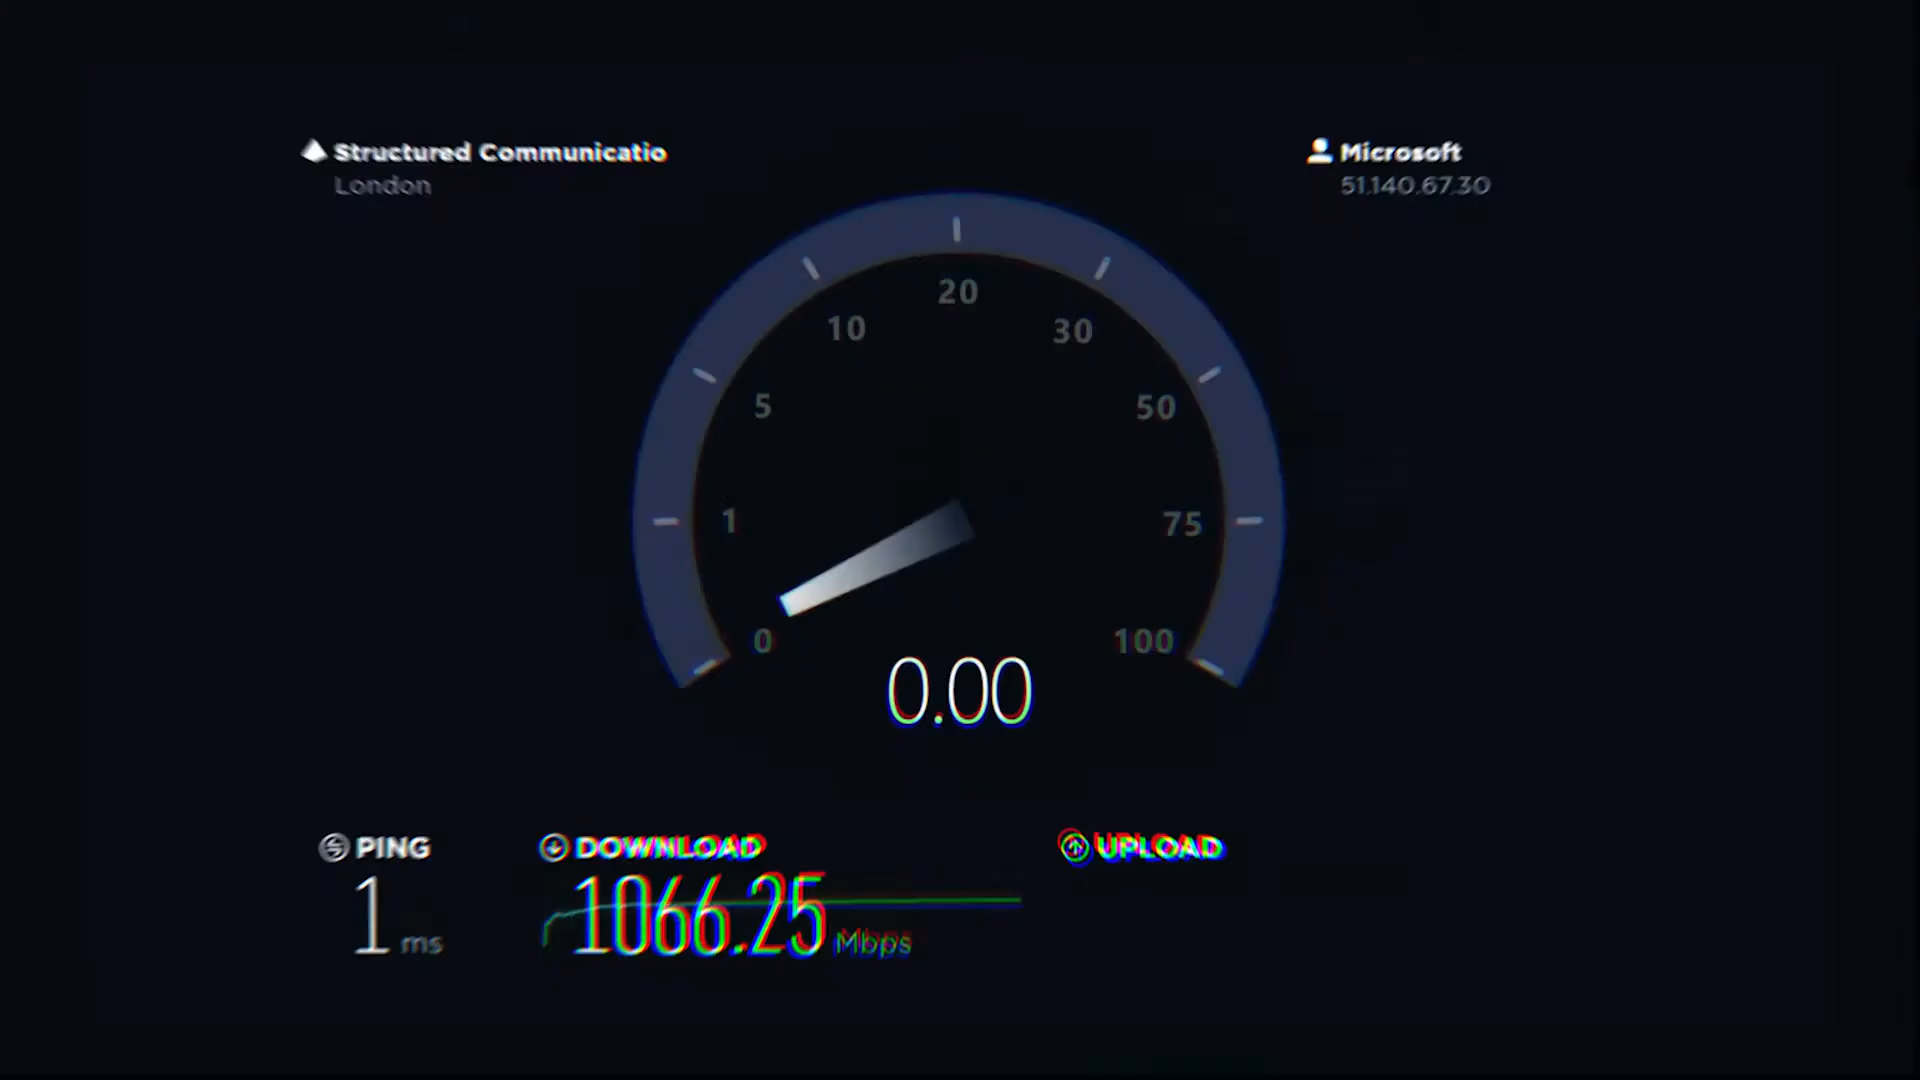 Structured Communicatio
London
Microsoft
51.140.67.30
20
10
30
5
50
1
75
0
100
0.00
PING
1 ms
DOWNLOAD
1066.25 Mbps
UPLOAD